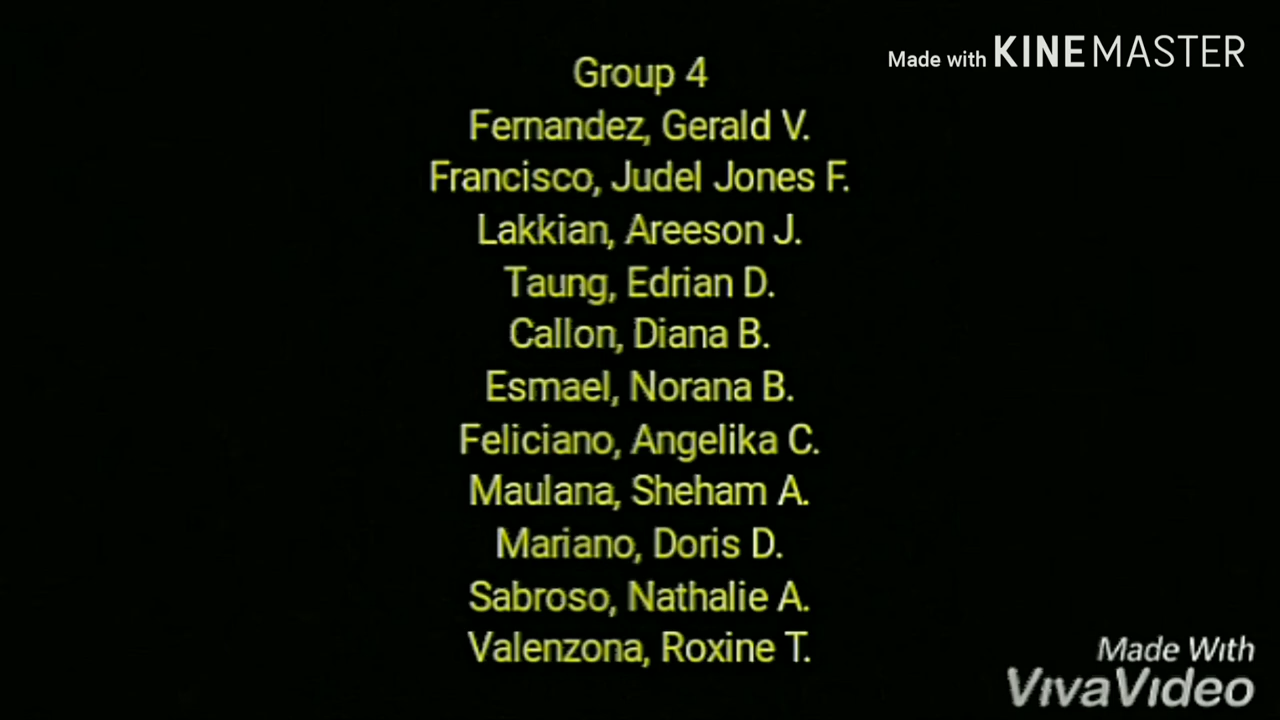 Made with KINEMASTER
Group 4
Fernandez, Gerald V.
Francisco, Judel Jones F.
Lakkian, Areeson J.
Taung, Edrian D.
Callon, Diana B.
Esmael, Norana B.
Feliciano, Angelika C.
Maulana, Sheham A.
Mariano, Doris D.
Sabroso, Nathalie A.
Valenzona, Roxine T.
Made With
VivaVideo